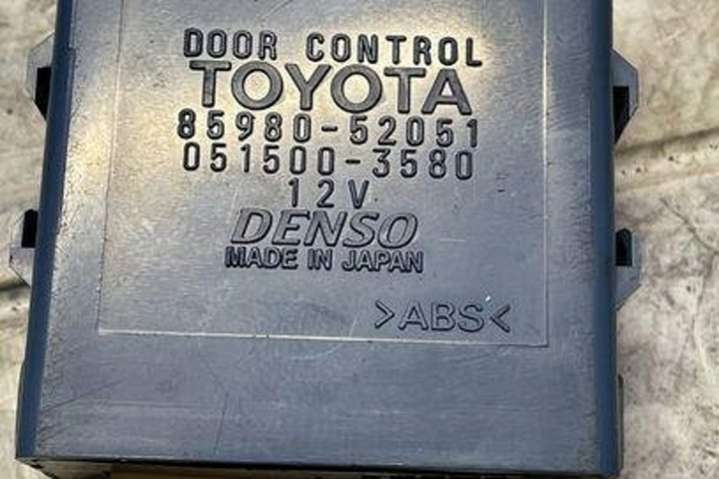 DOOR CONTROL
TOYOTA
85980-52051
051500-3580
12V
DENSO
MADE IN JAPAN
>ABS<